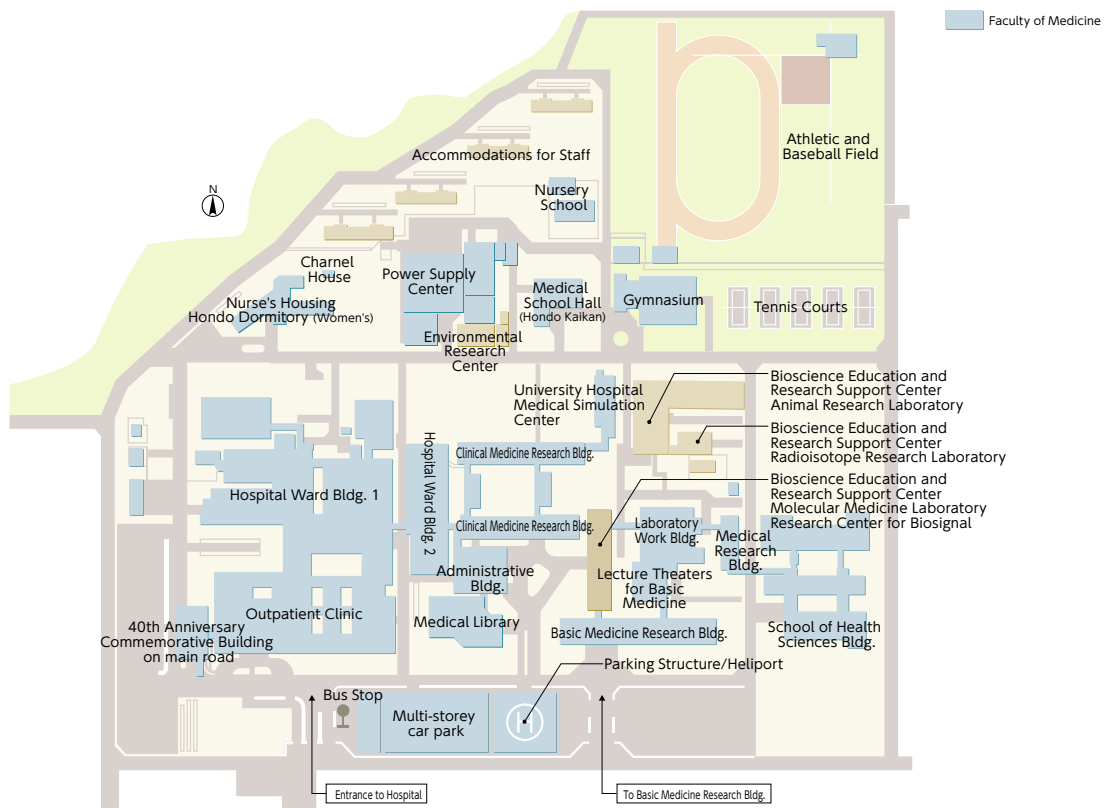 Faculty of Medicine
Athletic and
Baseball Field
Accommodations for Staff
Nursery
School
N
Charnel
House
Power Supply
Center
Medical
School Hall
(Hondo Kaikan)
Gymnasium
Tennis Courts
Nurse's Housing
Hondo Dormitory (Women's)
Environmental
Research
Center
University Hospital
Medical Simulation
Center
Bioscience Education and
Research Support Center
Animal Research Laboratory
Bioscience Education and
Research Support Center
Radioisotope Research Laboratory
Bioscience Education and
Research Support Center
Molecular Medicine Laboratory
Research Center for Biosignal
Hospital Ward Bldg. 1
Hospital Ward Bldg. 2
Clinical Medicine Research Bldg.
Clinical Medicine Research Bldg.
Laboratory
Work Bldg.
Medical
Research
Bldg.
Administrative
Bldg.
Lecture Theaters
for Basic
Medicine
Outpatient Clinic
Medical Library
40th Anniversary
Commemorative Building
on main road
Basic Medicine Research Bldg.
School of Health
Sciences Bldg.
Parking Structure/Heliport
Bus Stop
Multi-storey
car park
H
Entrance to Hospital
To Basic Medicine Research Bldg.